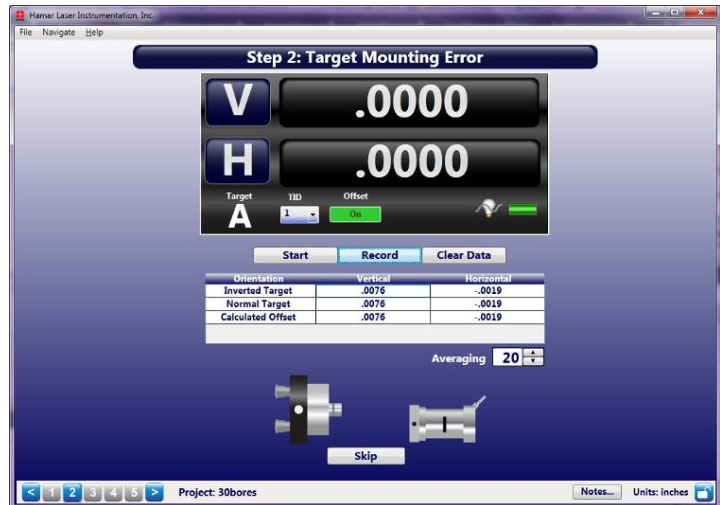 Hamar Laser Instrumentation, Inc.
File Navigate Help
Step 2: Target Mounting Error
V .0000
H .0000
Target TID Offset
A 1 On
Start Record Clear Data
Orientation Vertical Horizontal
Inverted Target .0076 -.0019
Normal Target .0076 -.0019
Calculated Offset .0076 -.0019
Averaging 20
Skip
< 1 2 3 4 5 > Project: 30bores Notes... Units: inches